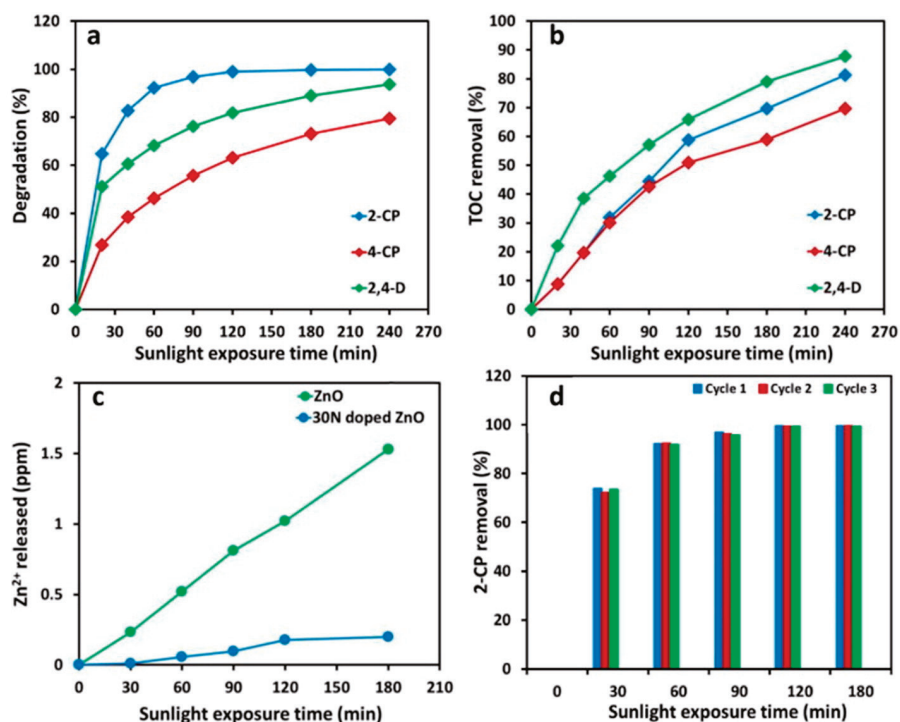 a
120
100
80
60
40
20
0
Degradation (%)
2-CP
4-CP
2,4-D
0 30 60 90 120 150 180 210 240 270
Sunlight exposure time (min)
b
100
90
80
70
60
50
40
30
20
10
0
TOC removal (%)
2-CP
4-CP
2,4-D
0 30 60 90 120 150 180 210 240 270
Sunlight exposure time (min)
c
2
1.5
1
0.5
0
Zn²⁺ released (ppm)
ZnO
30N doped ZnO
0 30 60 90 120 150 180 210
Sunlight exposure time (min)
d
120
100
80
60
40
20
0
2-CP removal (%)
Cycle 1 Cycle 2 Cycle 3
0 30 60 90 120 180
Sunlight exposure time (min)